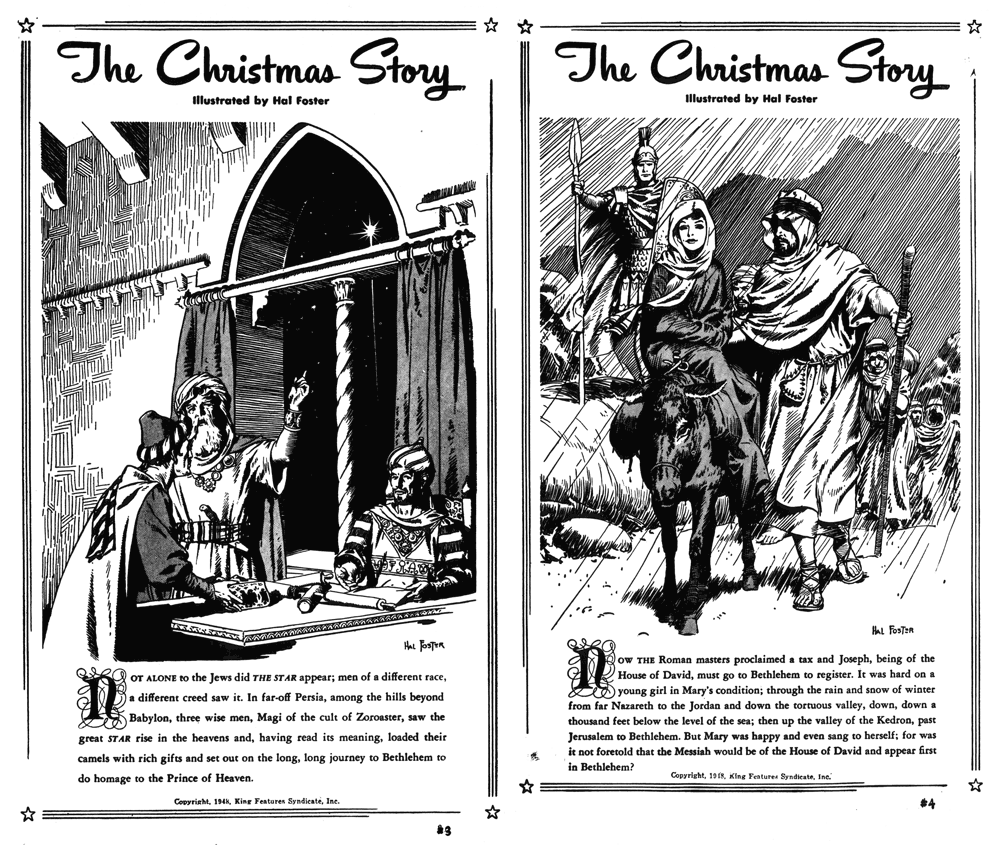 The Christmas Story
Illustrated by Hal Foster
HAL FOSTER
NOT ALONE to the Jews did THE STAR appear; men of a different race,
a different creed saw it. In far-off Persia, among the hills beyond
Babylon, three wise men, Magi of the cult of Zoroaster, saw the
great STAR rise in the heavens and, having read its meaning, loaded their
camels with rich gifts and set out on the long, long journey to Bethlehem to
do homage to the Prince of Heaven.
Copyright, 1948, King Features Syndicate, Inc.
#3
The Christmas Story
Illustrated by Hal Foster
HAL FOSTER
NOW THE Roman masters proclaimed a tax and Joseph, being of the
House of David, must go to Bethlehem to register. It was hard on a
young girl in Mary's condition; through the rain and snow of winter
from far Nazareth to the Jordan and down the tortuous valley, down, down a
thousand feet below the level of the sea; then up the valley of the Kedron, past
Jerusalem to Bethlehem. But Mary was happy and even sang to herself; for was
it not foretold that the Messiah would be of the House of David and appear first
in Bethlehem?
Copyright, 1948, King Features Syndicate, Inc.
#4